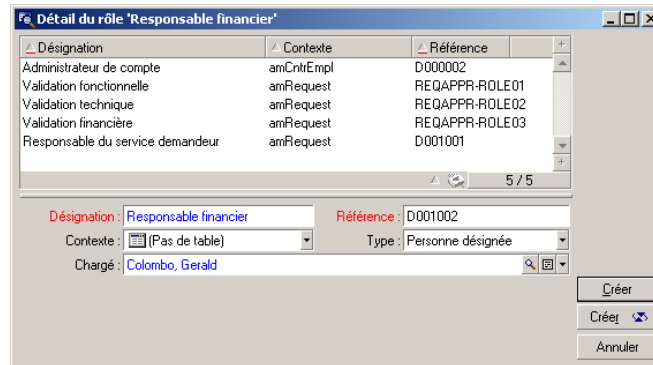 Détail du rôle 'Responsable financier'
Désignation Contexte Référence
Administrateur de compte amCntrEmpl D000002
Validation fonctionnelle amRequest REQAPPR-ROLE01
Validation technique amRequest REQAPPR-ROLE02
Validation financière amRequest REQAPPR-ROLE03
Responsable du service demandeur amRequest D001001
5 / 5
Désignation : Responsable financier Référence : D001002
Contexte : (Pas de table) Type : Personne désignée
Chargé : Colombo, Gerald
Créer
Créer
Annuler